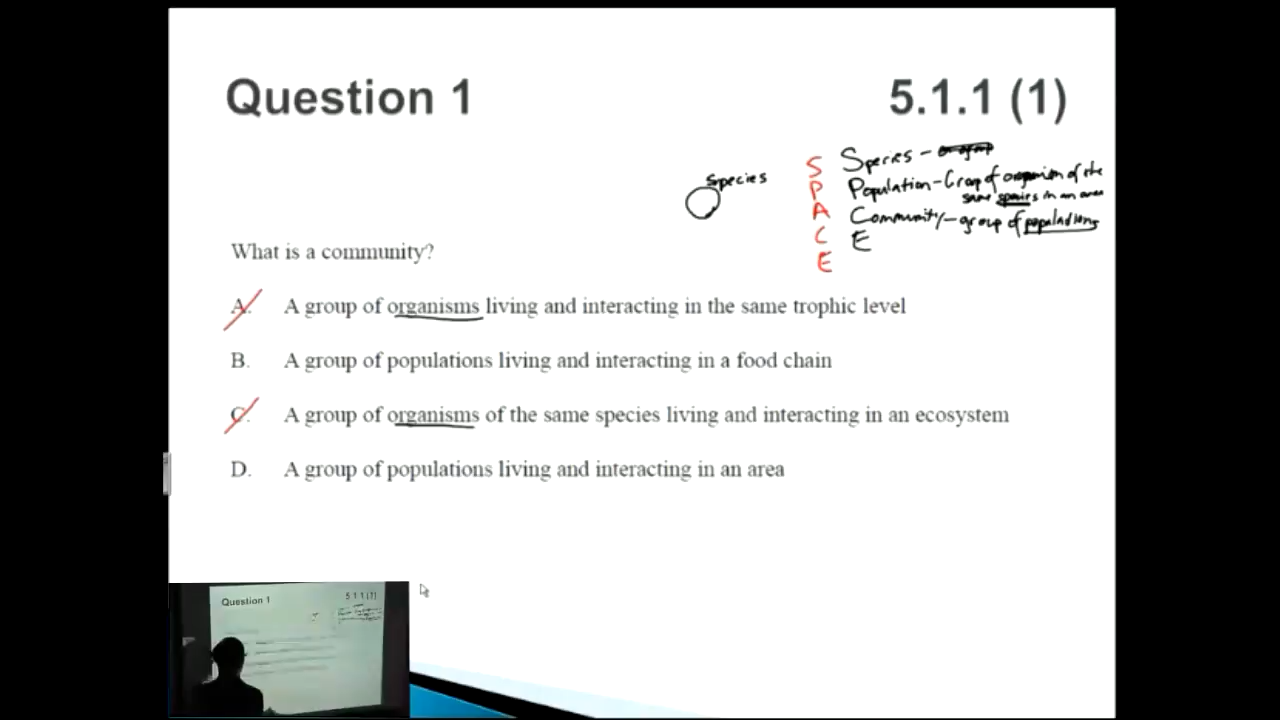 Question 1
5.1.1 (1)
Species
S
P
A
C
E
Species -
Population - Group of organism of the
same species in an area
Community - group of populations
E
What is a community?
A. A group of organisms living and interacting in the same trophic level
B. A group of populations living and interacting in a food chain
C. A group of organisms of the same species living and interacting in an ecosystem
D. A group of populations living and interacting in an area
Question 1
5.1.1 (1)